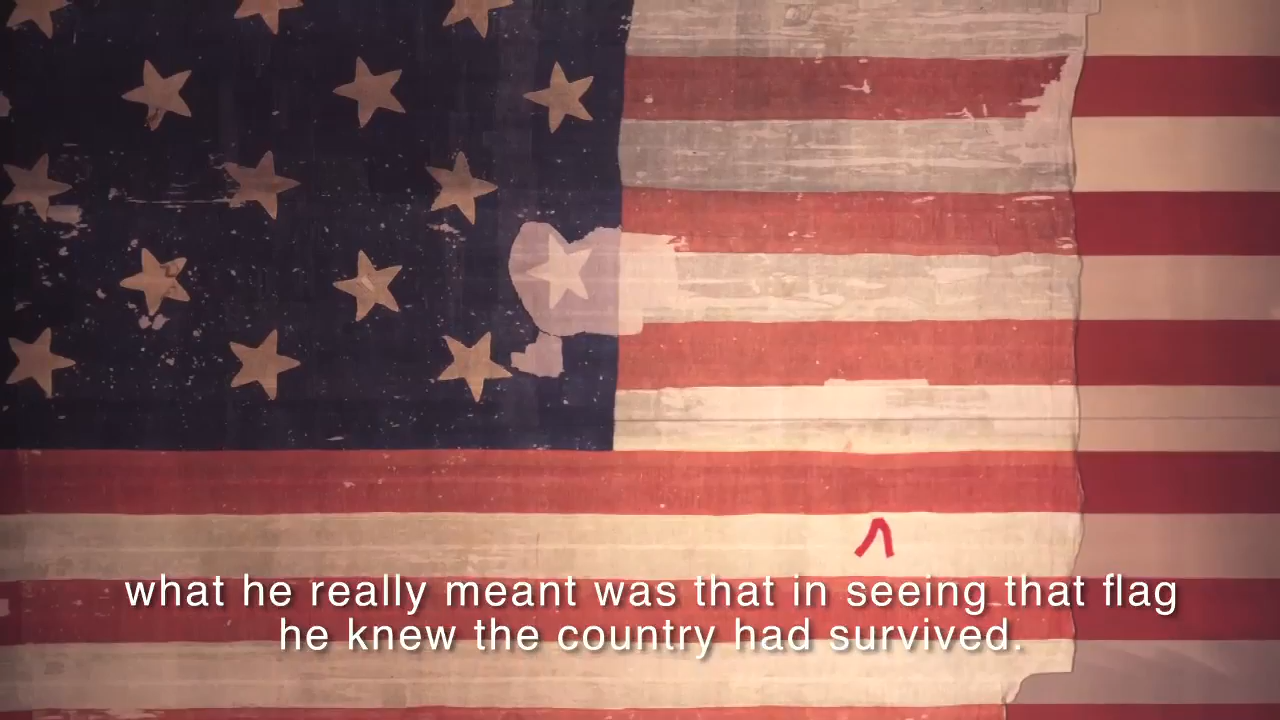 what he really meant was that in seeing that flag
he knew the country had survived.